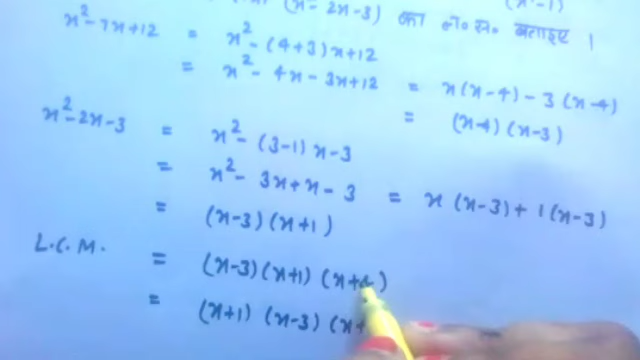 (x²-2x-3) का ल०स० बताइए । (x²-1)
x²-7x+12 = x²-(4+3)x+12
= x²-4x-3x+12 = x(x-4)-3(x-4)
= (x-4)(x-3)
x²-2x-3 = x²-(3-1)x-3
= x²-3x+x-3 = x(x-3)+1(x-3)
= (x-3)(x+1)
L.C.M. = (x-3)(x+1)(x+
= (x+1)(x-3)(x+